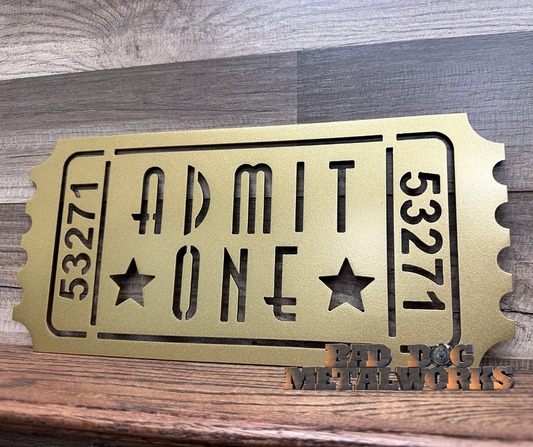 53271
ADMIT
ONE
53271
BAD DOG
METALWORKS